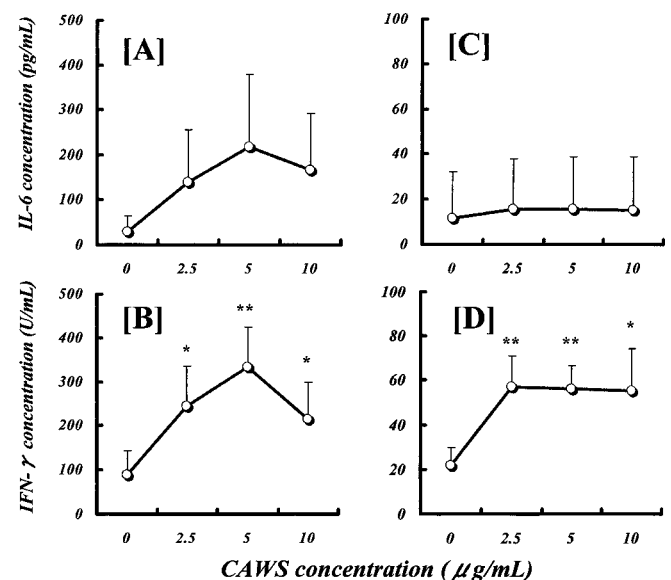 IL-6 concentration (pg/mL)
500
400
300
200
100
0
[A]
0 2.5 5 10
100
80
60
40
20
0
[C]
0 2.5 5 10
IFN-γ concentration (U/mL)
500
400
300
200
100
0
[B]
* ** *
0 2.5 5 10
100
80
60
40
20
0
[D]
** ** *
0 2.5 5 10
CAWS concentration (μg/mL)